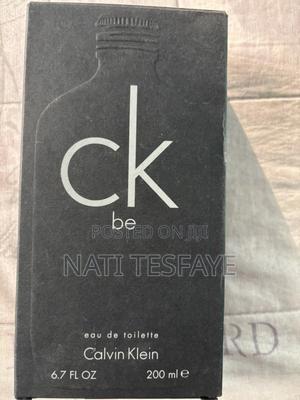 ck
be
POSTED ON JIJI
NATI TESFAYE
eau de toilette
Calvin Klein
6.7 FL OZ 200 ml e
RD